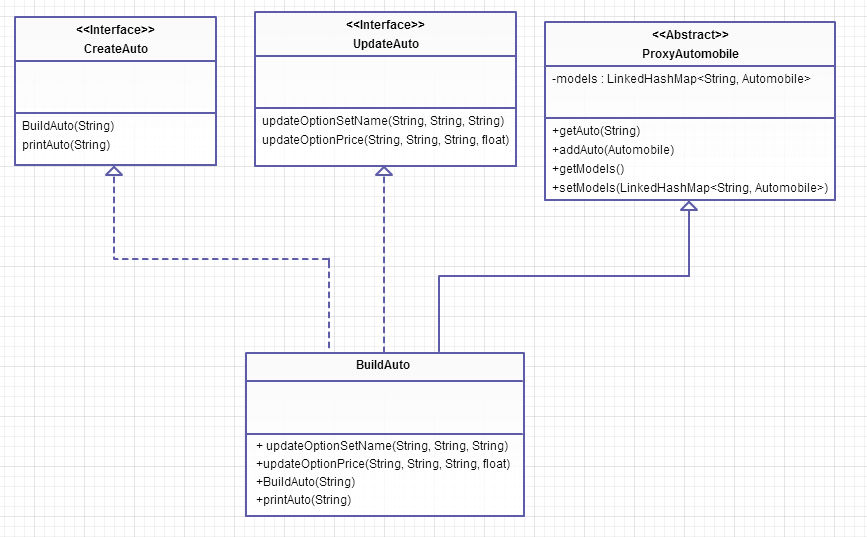 <<Interface>>
CreateAuto
BuildAuto(String)
printAuto(String)
<<Interface>>
UpdateAuto
updateOptionSetName(String, String, String)
updateOptionPrice(String, String, String, float)
<<Abstract>>
ProxyAutomobile
-models : LinkedHashMap<String, Automobile>
+getAuto(String)
+addAuto(Automobile)
+getModels()
+setModels(LinkedHashMap<String, Automobile>)
BuildAuto
+ updateOptionSetName(String, String, String)
+updateOptionPrice(String, String, String, float)
+BuildAuto(String)
+printAuto(String)